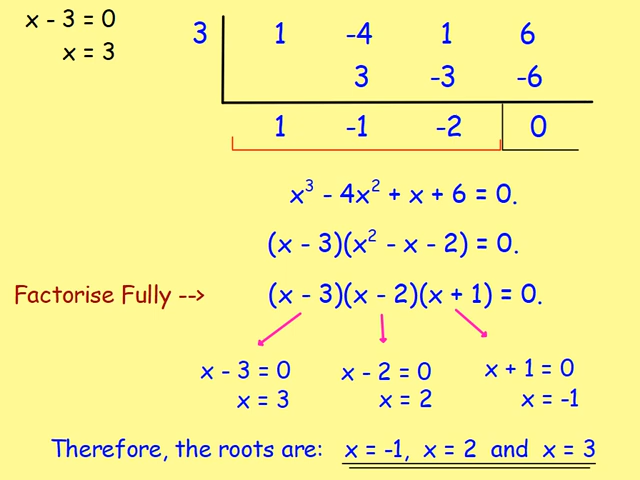 x - 3 = 0
x = 3
3 1 -4 1 6
3 -3 -6
1 -1 -2 0
x³ - 4x² + x + 6 = 0.
(x - 3)(x² - x - 2) = 0.
Factorise Fully --> (x - 3)(x - 2)(x + 1) = 0.
x - 3 = 0 x - 2 = 0 x + 1 = 0
x = 3 x = 2 x = -1
Therefore, the roots are: x = -1, x = 2 and x = 3